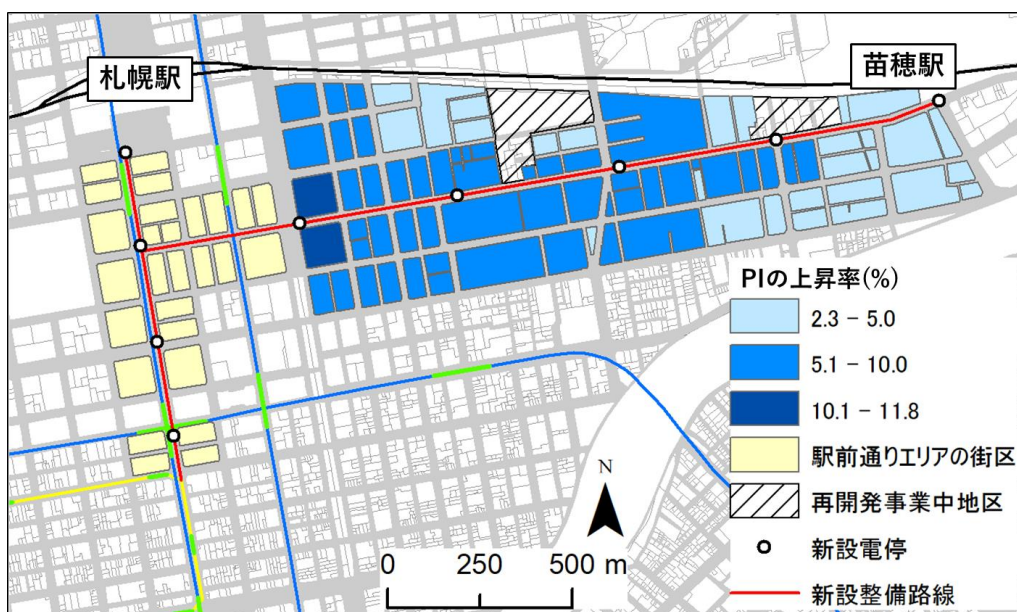 札幌駅
苗穂駅
PIの上昇率(%)
2.3 − 5.0
5.1 − 10.0
10.1 − 11.8
駅前通りエリアの街区
再開発事業中地区
新設電停
新設整備路線
N
0 250 500 m